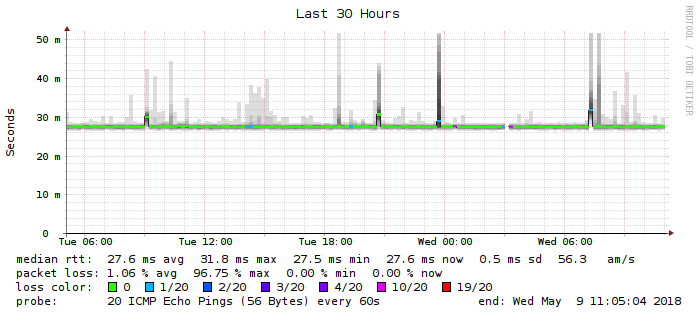 Last 30 Hours
RRDTOOL / TOBI OETIKER
Seconds
50 m
40 m
30 m
20 m
10 m
0
Tue 06:00 Tue 12:00 Tue 18:00 Wed 00:00 Wed 06:00
median rtt: 27.6 ms avg 31.8 ms max 27.5 ms min 27.6 ms now 0.5 ms sd 56.3 am/s
packet loss: 1.06 % avg 96.75 % max 0.00 % min 0.00 % now
loss color: 0 1/20 2/20 3/20 4/20 10/20 19/20
probe: 20 ICMP Echo Pings (56 Bytes) every 60s end: Wed May 9 11:05:04 2018